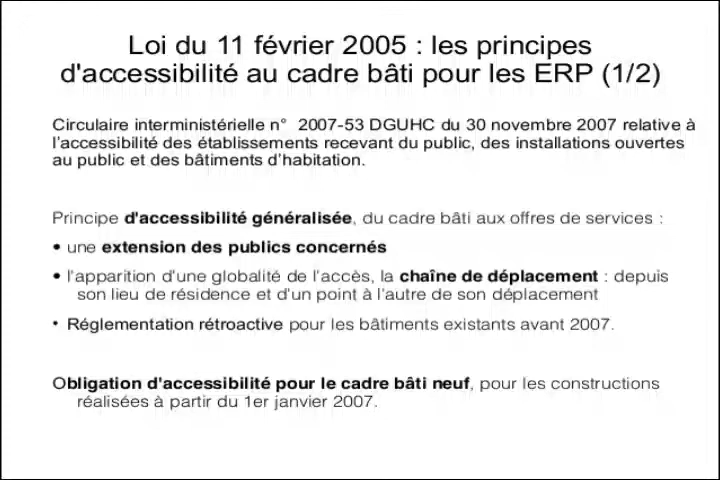 Loi du 11 février 2005 : les principes
d'accessibilité au cadre bâti pour les ERP (1/2)
Circulaire interministérielle n° 2007-53 DGUHC du 30 novembre 2007 relative à
l'accessibilité des établissements recevant du public, des installations ouvertes
au public et des bâtiments d'habitation.
Principe d'accessibilité généralisée, du cadre bâti aux offres de services :
• une extension des publics concernés
• l'apparition d'une globalité de l'accès, la chaîne de déplacement : depuis
son lieu de résidence et d'un point à l'autre de son déplacement
• Réglementation rétroactive pour les bâtiments existants avant 2007.
Obligation d'accessibilité pour le cadre bâti neuf, pour les constructions
réalisées à partir du 1er janvier 2007.